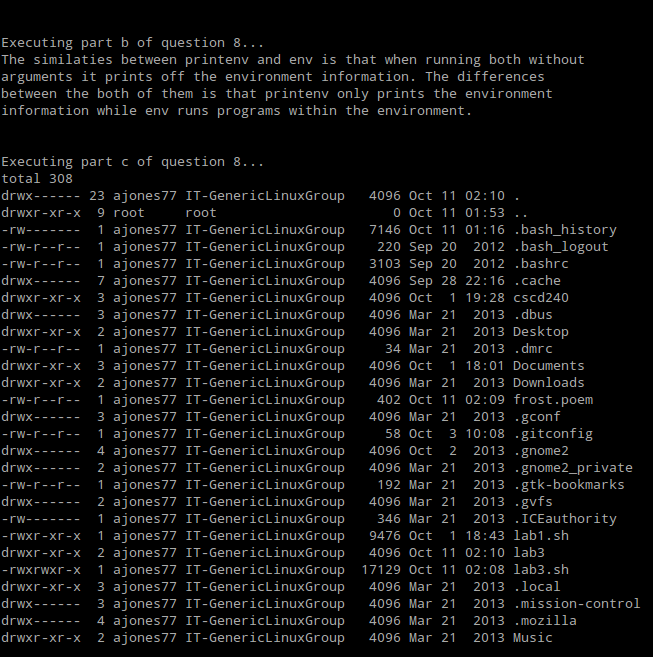 Executing part b of question 8...
The similaties between printenv and env is that when running both without
arguments it prints off the environment information. The differences
between the both of them is that printenv only prints the environment
information while env runs programs within the environment.
Executing part c of question 8...
total 308
drwx------ 23 ajones77 IT-GenericLinuxGroup   4096 Oct 11 02:10 .
drwxr-xr-x  9 root     root                      0 Oct 11 01:53 ..
-rw-------  1 ajones77 IT-GenericLinuxGroup   7146 Oct 11 01:16 .bash_history
-rw-r--r--  1 ajones77 IT-GenericLinuxGroup    220 Sep 20  2012 .bash_logout
-rw-r--r--  1 ajones77 IT-GenericLinuxGroup   3103 Sep 20  2012 .bashrc
drwx------  7 ajones77 IT-GenericLinuxGroup   4096 Sep 28 22:16 .cache
drwxr-xr-x  3 ajones77 IT-GenericLinuxGroup   4096 Oct  1 19:28 cscd240
drwx------  3 ajones77 IT-GenericLinuxGroup   4096 Mar 21  2013 .dbus
drwxr-xr-x  2 ajones77 IT-GenericLinuxGroup   4096 Mar 21  2013 Desktop
-rw-r--r--  1 ajones77 IT-GenericLinuxGroup     34 Mar 21  2013 .dmrc
drwxr-xr-x  3 ajones77 IT-GenericLinuxGroup   4096 Oct  1 18:01 Documents
drwxr-xr-x  2 ajones77 IT-GenericLinuxGroup   4096 Mar 21  2013 Downloads
-rw-r--r--  1 ajones77 IT-GenericLinuxGroup    402 Oct 11 02:09 frost.poem
drwx------  3 ajones77 IT-GenericLinuxGroup   4096 Mar 21  2013 .gconf
-rw-r--r--  1 ajones77 IT-GenericLinuxGroup     58 Oct  3 10:08 .gitconfig
drwx------  4 ajones77 IT-GenericLinuxGroup   4096 Oct  2  2013 .gnome2
drwx------  2 ajones77 IT-GenericLinuxGroup   4096 Mar 21  2013 .gnome2_private
-rw-r--r--  1 ajones77 IT-GenericLinuxGroup    192 Mar 21  2013 .gtk-bookmarks
drwx------  2 ajones77 IT-GenericLinuxGroup   4096 Mar 21  2013 .gvfs
-rw-------  1 ajones77 IT-GenericLinuxGroup    346 Mar 21  2013 .ICEauthority
-rwxr-xr-x  1 ajones77 IT-GenericLinuxGroup   9476 Oct  1 18:43 lab1.sh
drwxr-xr-x  2 ajones77 IT-GenericLinuxGroup   4096 Oct 11 02:10 lab3
-rwxrwxr-x  1 ajones77 IT-GenericLinuxGroup  17129 Oct 11 02:08 lab3.sh
drwxr-xr-x  3 ajones77 IT-GenericLinuxGroup   4096 Mar 21  2013 .local
drwx------  3 ajones77 IT-GenericLinuxGroup   4096 Mar 21  2013 .mission-control
drwx------  4 ajones77 IT-GenericLinuxGroup   4096 Mar 21  2013 .mozilla
drwxr-xr-x  2 ajones77 IT-GenericLinuxGroup   4096 Mar 21  2013 Music